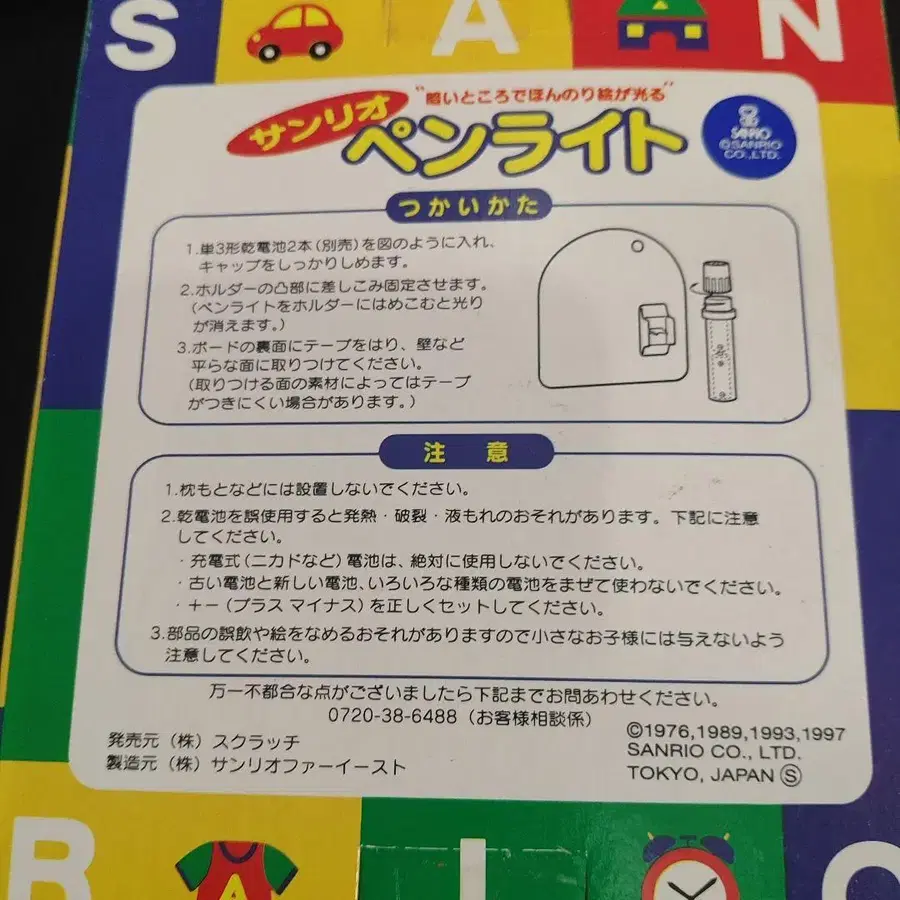 S A N
"暗いところでほんのり絵が光る"
サンリオ
ペンライト
SANRIO
©SANRIO
CO.,LTD.
つかいかた
1.単3形乾電池2本(別売)を図のように入れ、
キャップをしっかりしめます。
2.ホルダーの凸部に差しこみ固定させます。
(ペンライトをホルダーにはめこむと光り
が消えます。)
3.ボードの裏面にテープをはり、壁など
平らな面に取りつけてください。
(取りつける面の素材によってはテープ
がつきにくい場合があります。)
注 意
1.枕もとなどには設置しないでください。
2.乾電池を誤使用すると発熱・破裂・液もれのおそれがあります。下記に注意
してください。
・充電式(ニカドなど)電池は、絶対に使用しないでください。
・古い電池と新しい電池、いろいろな種類の電池をまぜて使わないでください。
・+-(プラス マイナス)を正しくセットしてください。
3.部品の誤飲や絵をなめるおそれがありますので小さなお子様には与えないよう
注意してください。
万一不都合な点がございましたら下記までお問あわせください。
0720-38-6488(お客様相談係)
発売元(株)スクラッチ
製造元(株)サンリオファーイースト
©1976,1989,1993,1997
SANRIO CO., LTD.
TOKYO, JAPAN Ⓢ
R I O
A